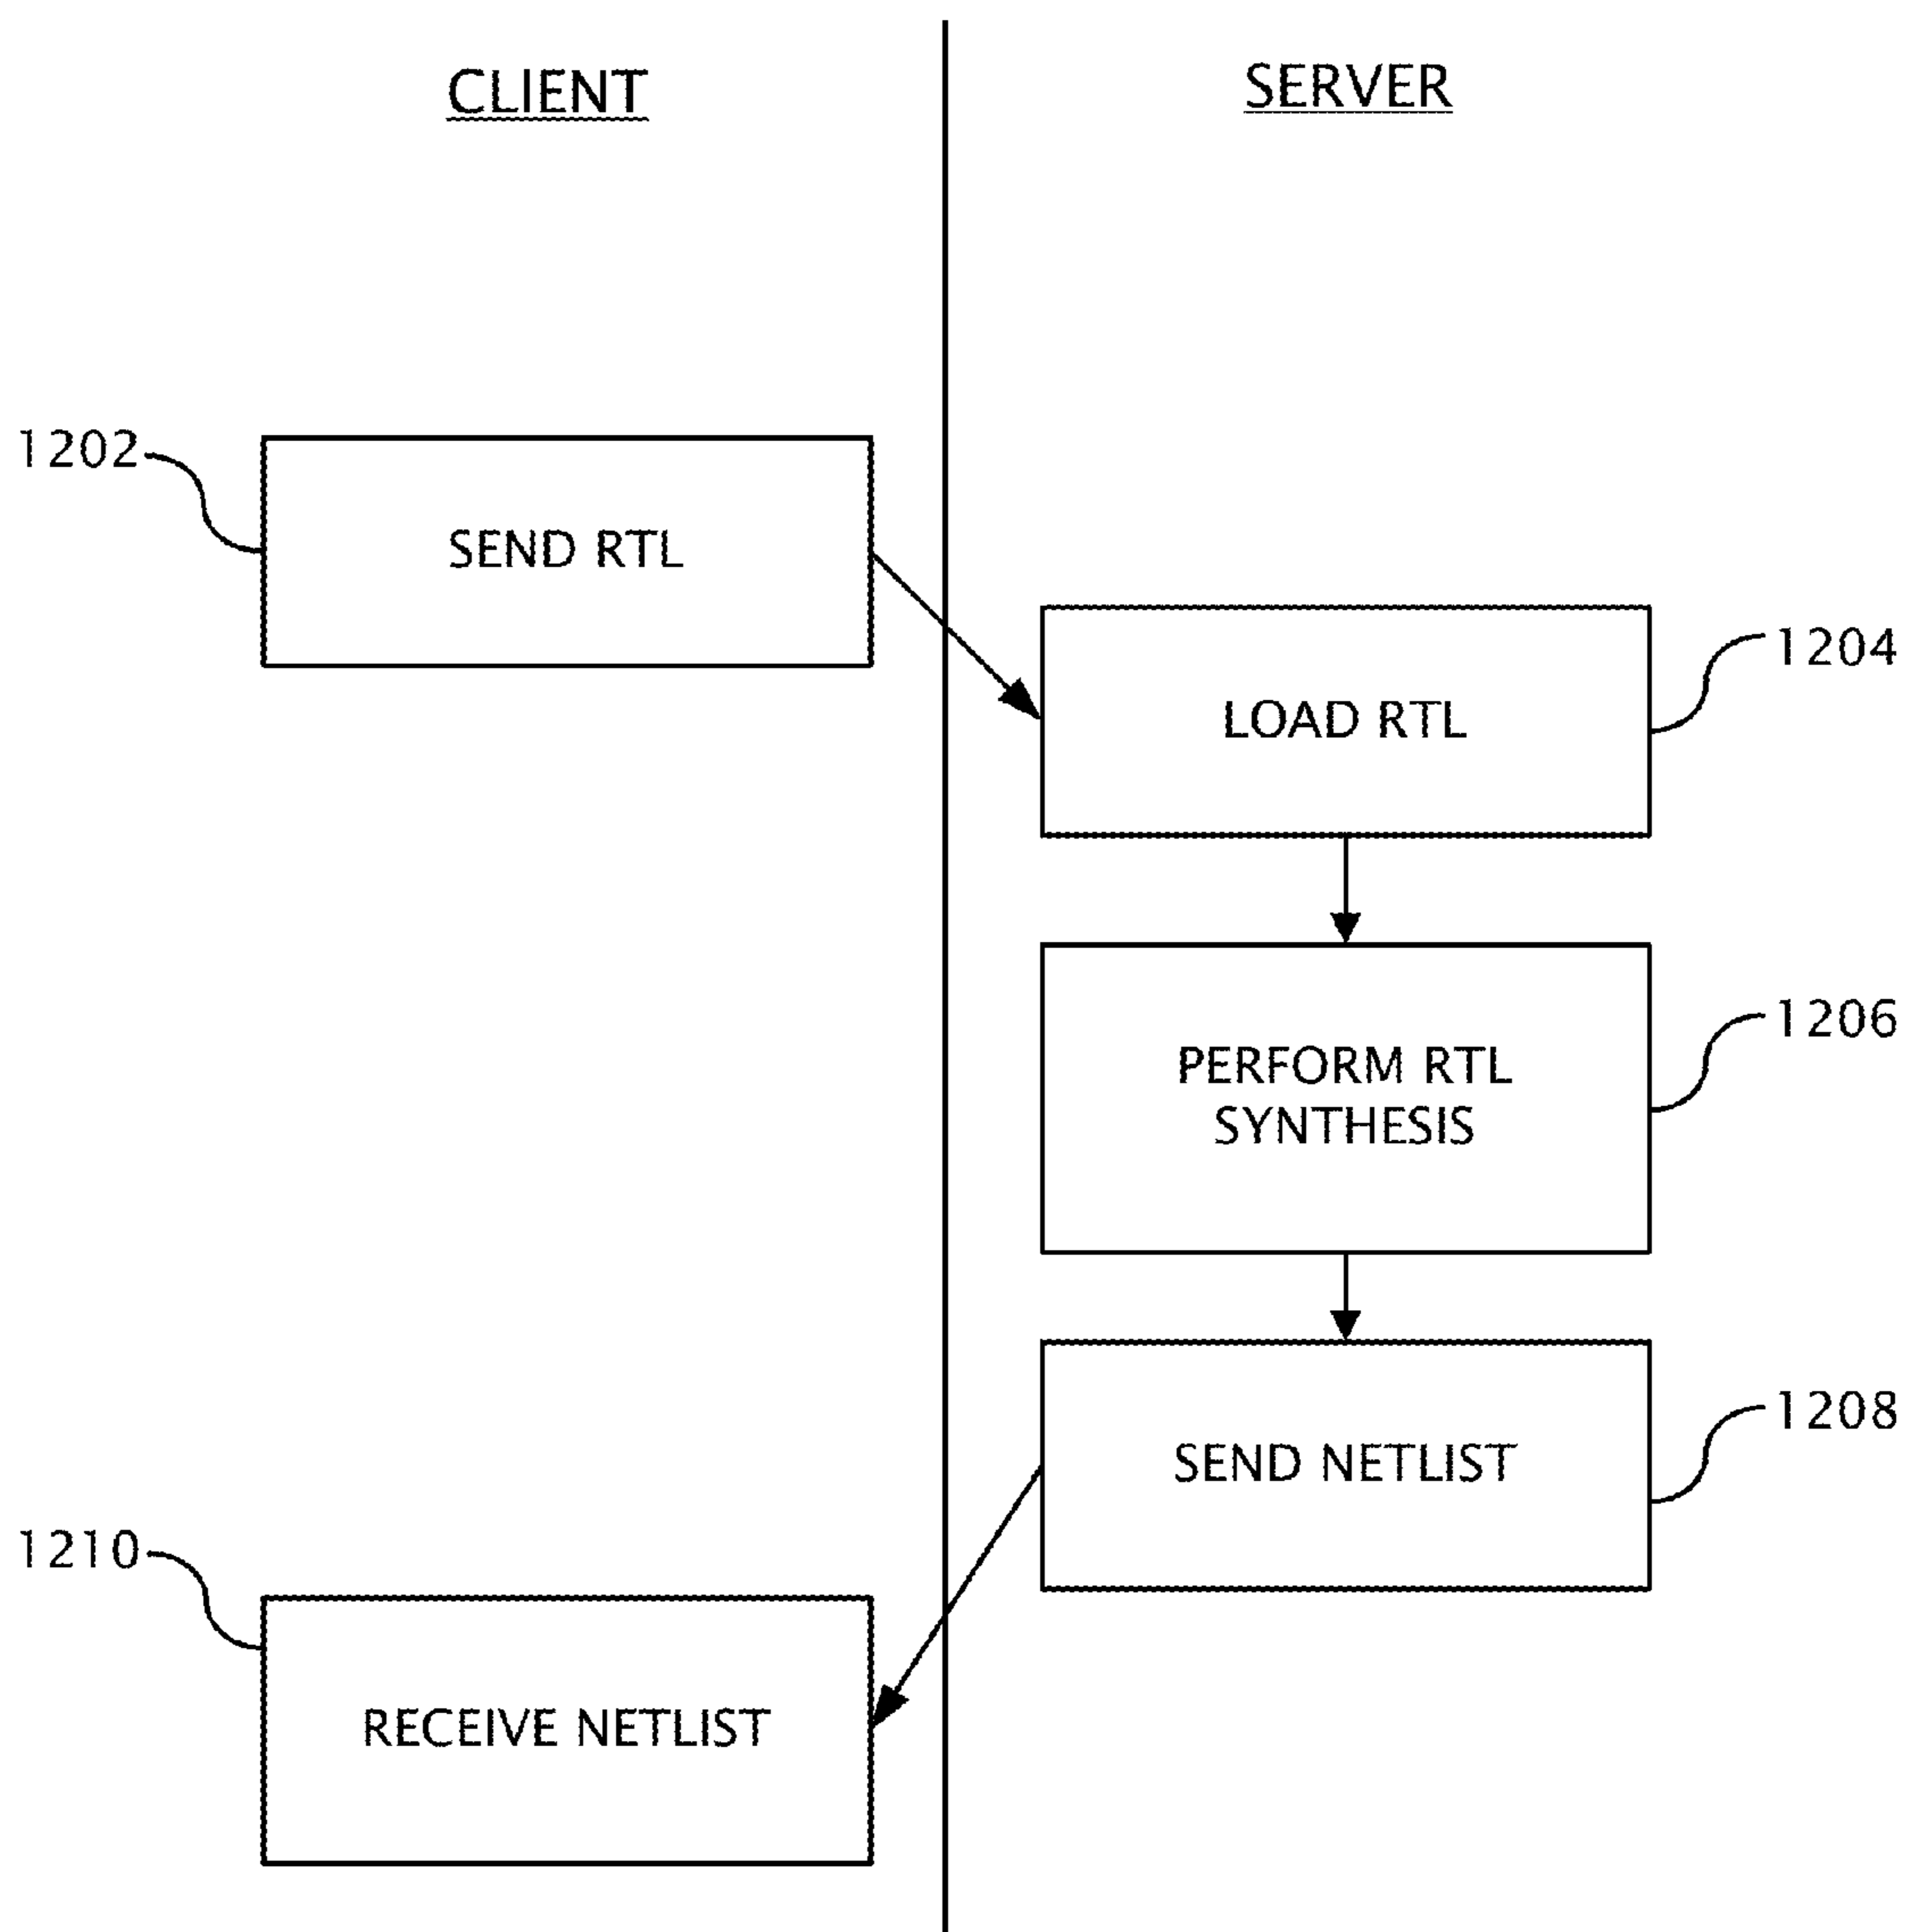 CLIENT
SERVER
1202
SEND RTL
1204
LOAD RTL
1206
PERFORM RTL
SYNTHESIS
1208
SEND NETLIST
1210
RECEIVE NETLIST